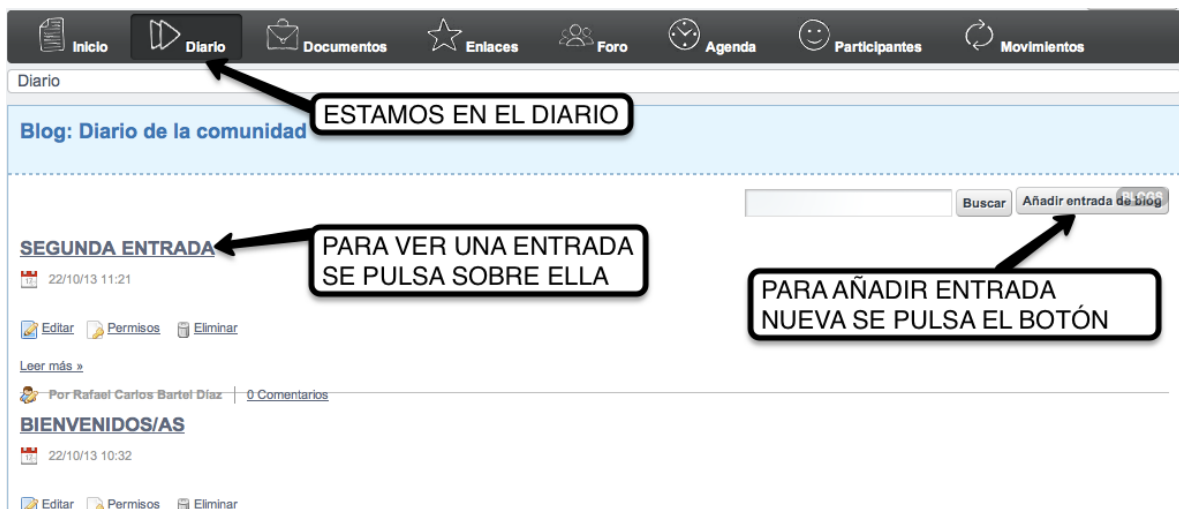 Inicio
Diario
Documentos
Enlaces
Foro
Agenda
Participantes
Movimientos
Diario
ESTAMOS EN EL DIARIO
Blog: Diario de la comunidad
Buscar
Añadir entrada de blog
BLOGS
SEGUNDA ENTRADA
PARA VER UNA ENTRADA
SE PULSA SOBRE ELLA
22/10/13 11:21
PARA AÑADIR ENTRADA
NUEVA SE PULSA EL BOTÓN
Editar Permisos Eliminar
Leer más »
Por Rafael Carlos Bartel Díaz 0 Comentarios
BIENVENIDOS/AS
22/10/13 10:32
Editar Permisos Eliminar